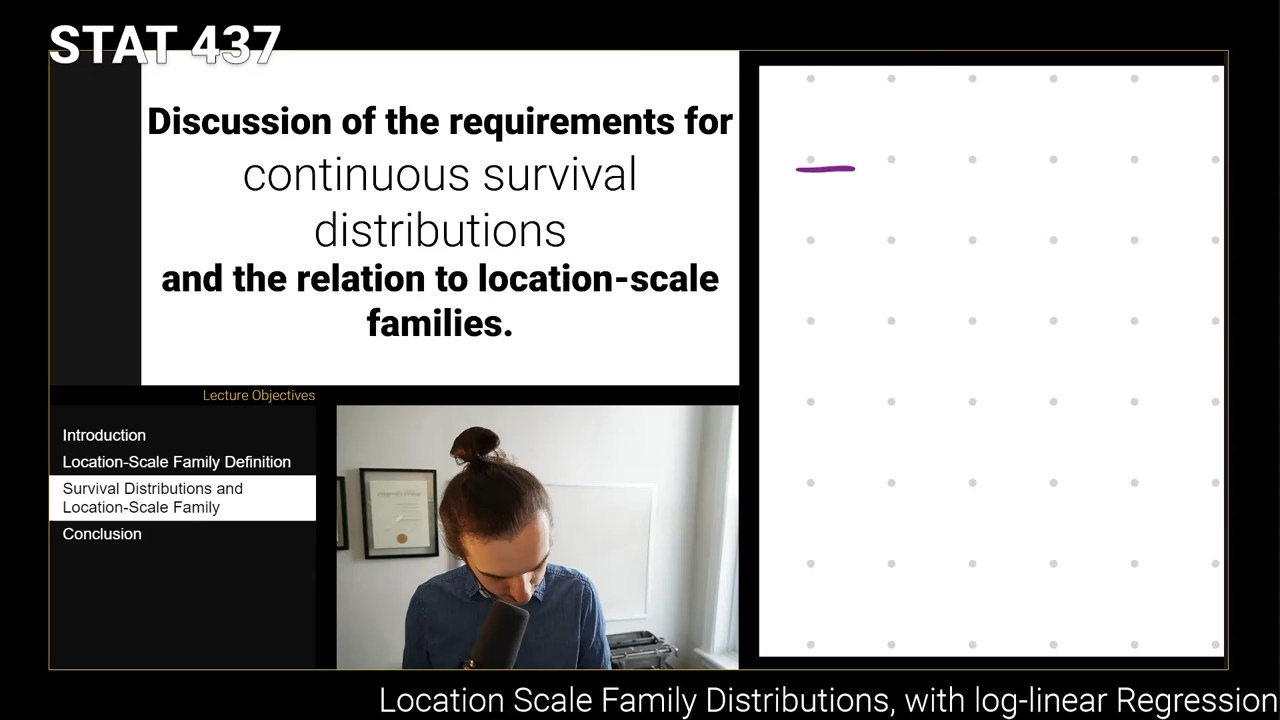 STAT 437
Discussion of the requirements for
continuous survival
distributions
and the relation to location-scale
families.
Lecture Objectives
Introduction
Location-Scale Family Definition
Survival Distributions and
Location-Scale Family
Conclusion
Location Scale Family Distributions, with log-linear Regression